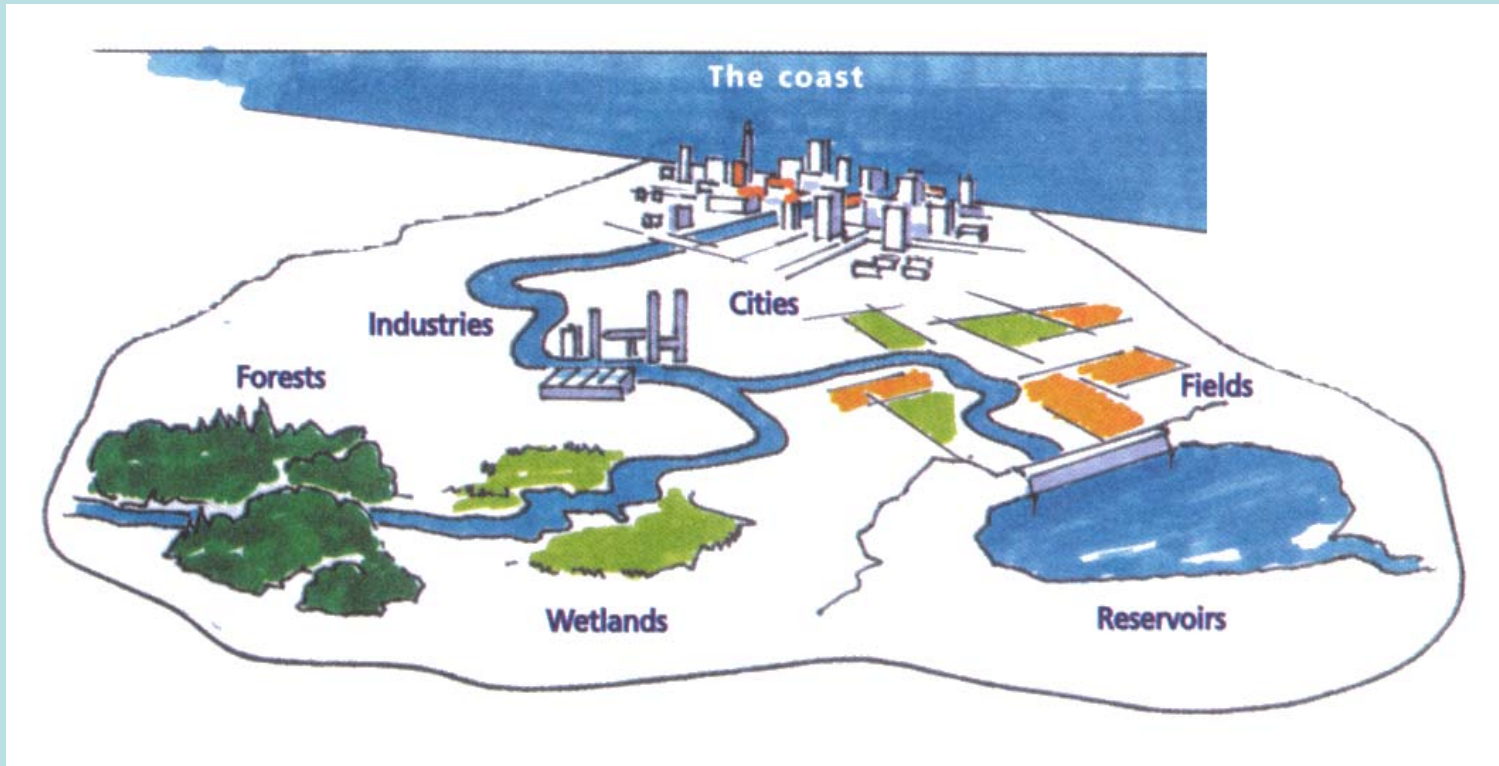 The coast
Cities
Industries
Forests
Fields
Wetlands
Reservoirs